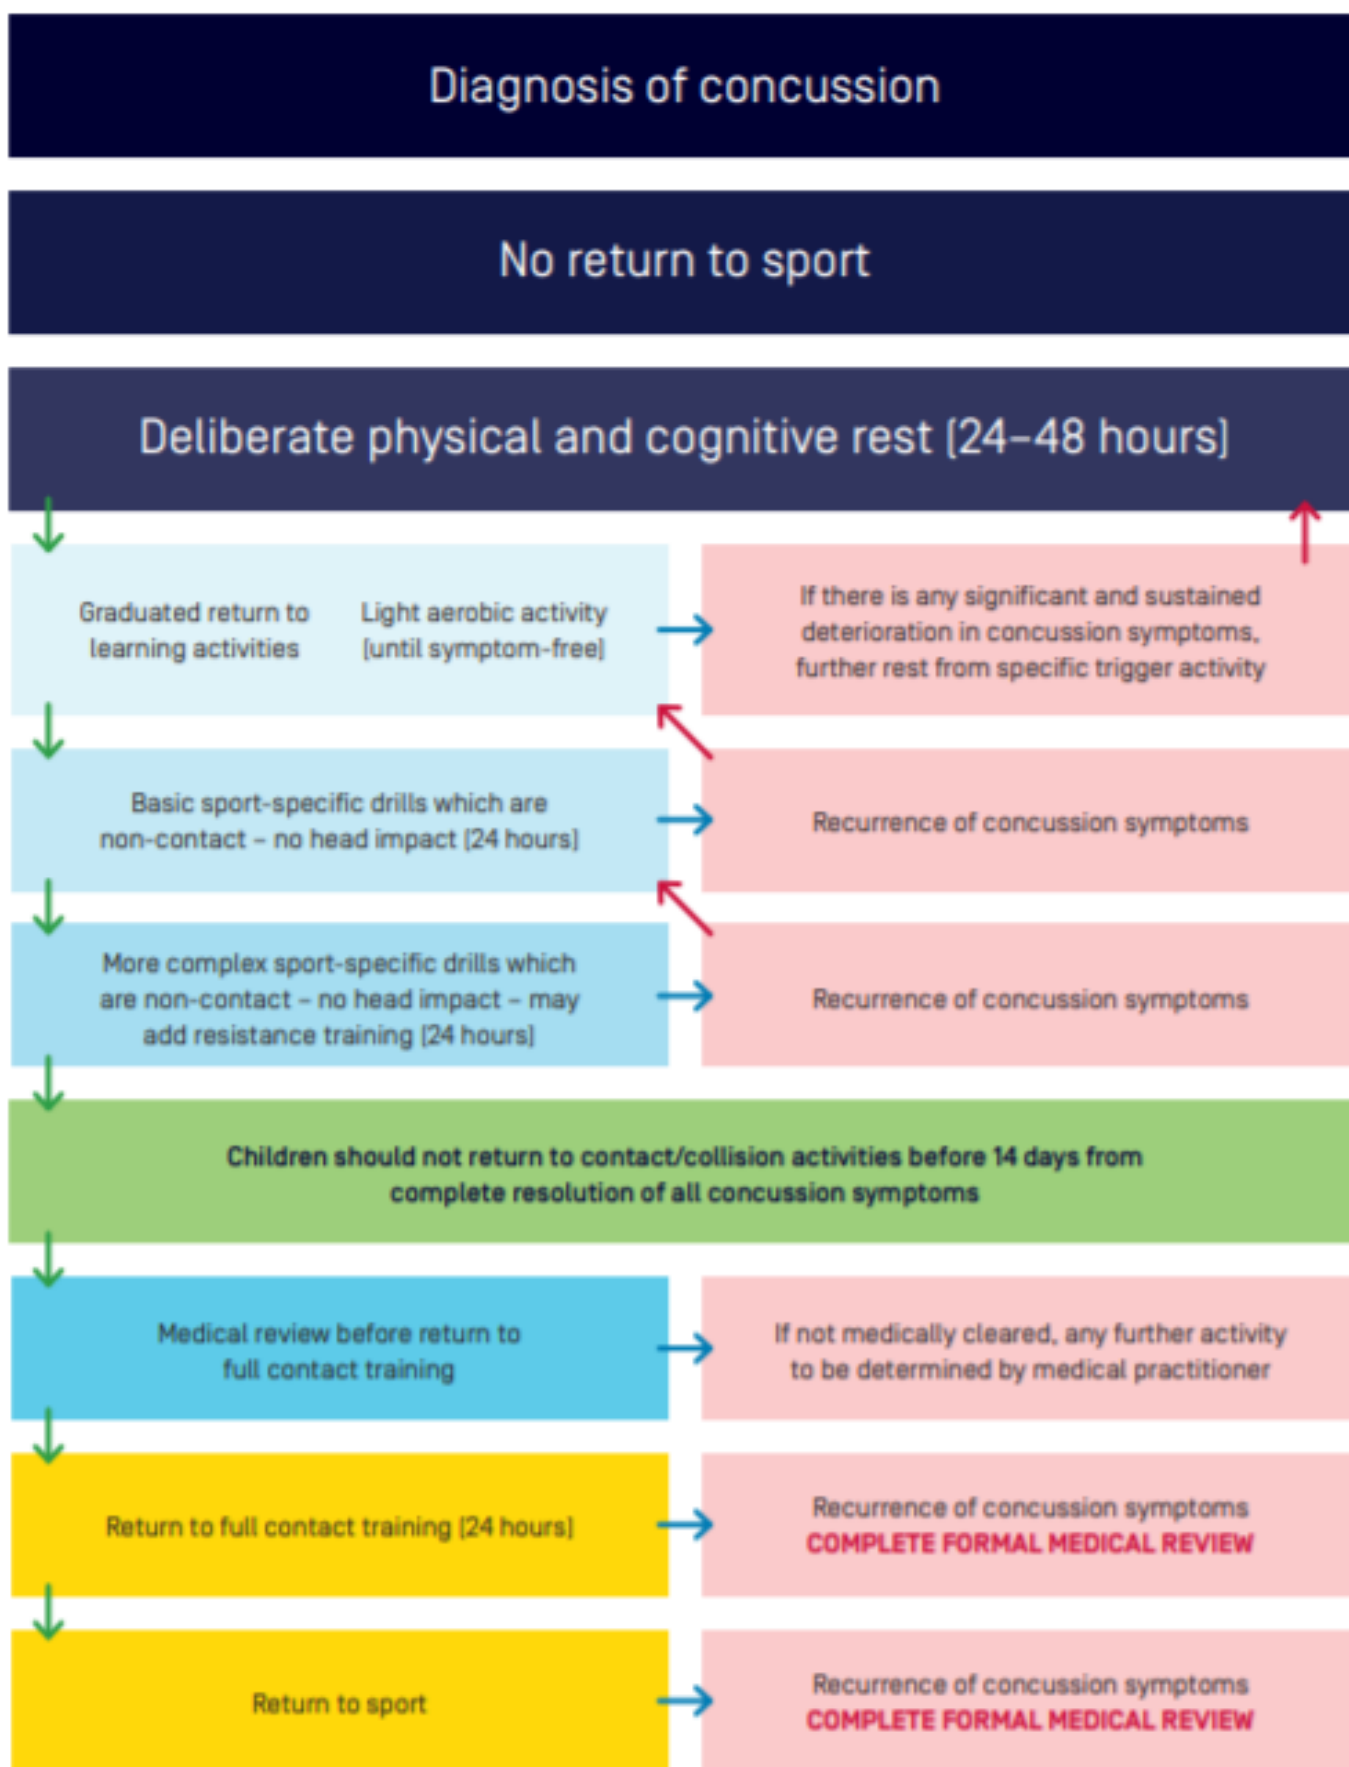 Diagnosis of concussion
No return to sport
Deliberate physical and cognitive rest (24–48 hours)
Graduated return to
learning activities
Light aerobic activity
(until symptom-free)
If there is any significant and sustained
deterioration in concussion symptoms,
further rest from specific trigger activity
Basic sport-specific drills which are
non-contact – no head impact (24 hours)
Recurrence of concussion symptoms
More complex sport-specific drills which
are non-contact – no head impact – may
add resistance training (24 hours)
Recurrence of concussion symptoms
Children should not return to contact/collision activities before 14 days from
complete resolution of all concussion symptoms
Medical review before return to
full contact training
If not medically cleared, any further activity
to be determined by medical practitioner
Return to full contact training (24 hours)
Recurrence of concussion symptoms
COMPLETE FORMAL MEDICAL REVIEW
Return to sport
Recurrence of concussion symptoms
COMPLETE FORMAL MEDICAL REVIEW